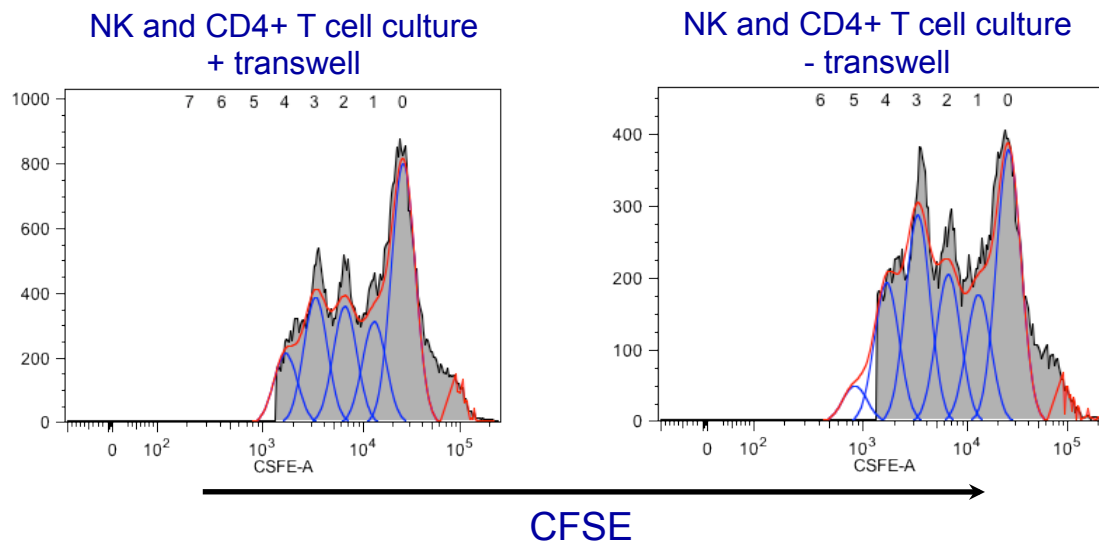 NK and CD4+ T cell culture
+ transwell
7 6 5 4 3 2 1 0
1000
800
600
400
200
0
0 10² 10³ 10⁴ 10⁵
CSFE-A
NK and CD4+ T cell culture
- transwell
6 5 4 3 2 1 0
400
300
200
100
0
0 10² 10³ 10⁴ 10⁵
CSFE-A
CFSE